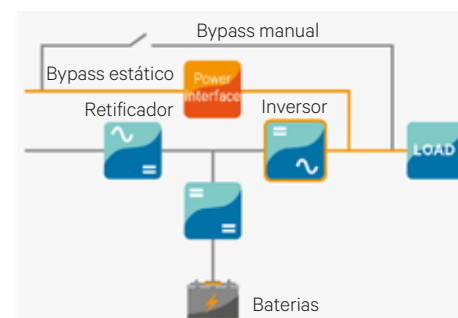 Bypass manual
Bypass estático
Power
Interface
Retificador
Inversor
LOAD
Baterias